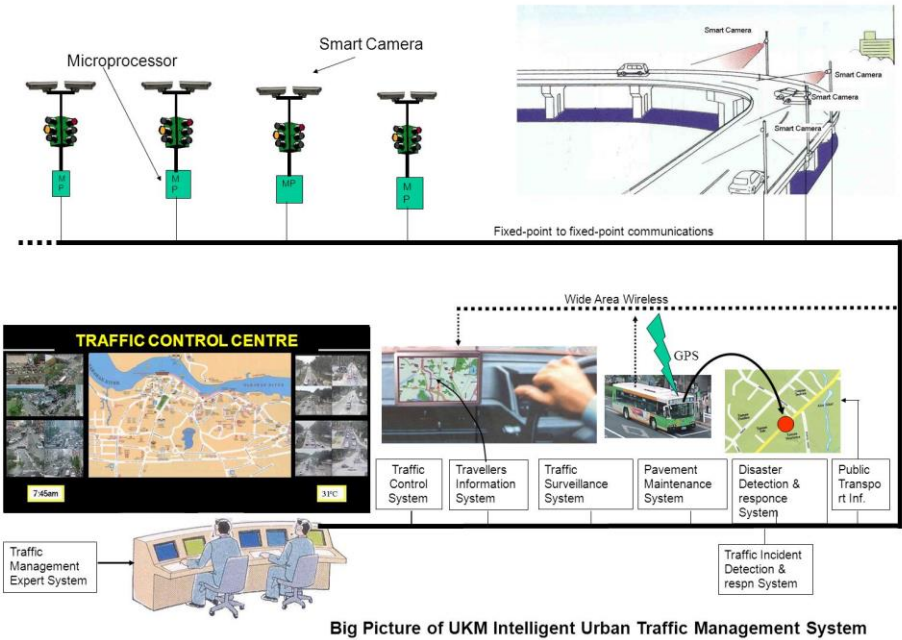 Microprocessor
Smart Camera
M
P
M
P
MP
M
P
Smart Camera
Smart Camera
Smart Camera
Smart Camera
Fixed-point to fixed-point communications
Wide Area Wireless
GPS
TRAFFIC CONTROL CENTRE
7:45am
31°C
Traffic
Control
System
Travellers
Information
System
Traffic
Surveillance
System
Pavement
Maintenance
System
Disaster
Detection &
responce
System
Public
Transpo
rt Inf.
Traffic
Management
Expert System
Traffic Incident
Detection &
respn System
Big Picture of UKM Intelligent Urban Traffic Management System